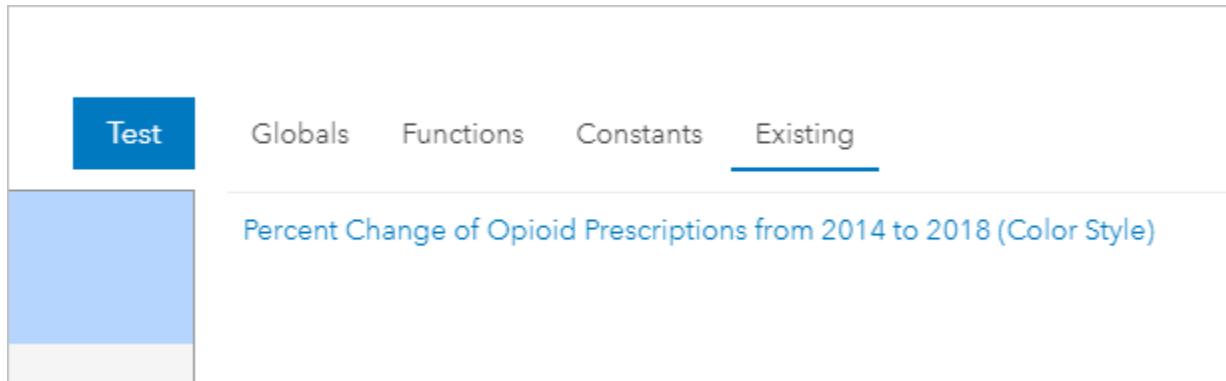 Test Globals Functions Constants Existing
Percent Change of Opioid Prescriptions from 2014 to 2018 (Color Style)